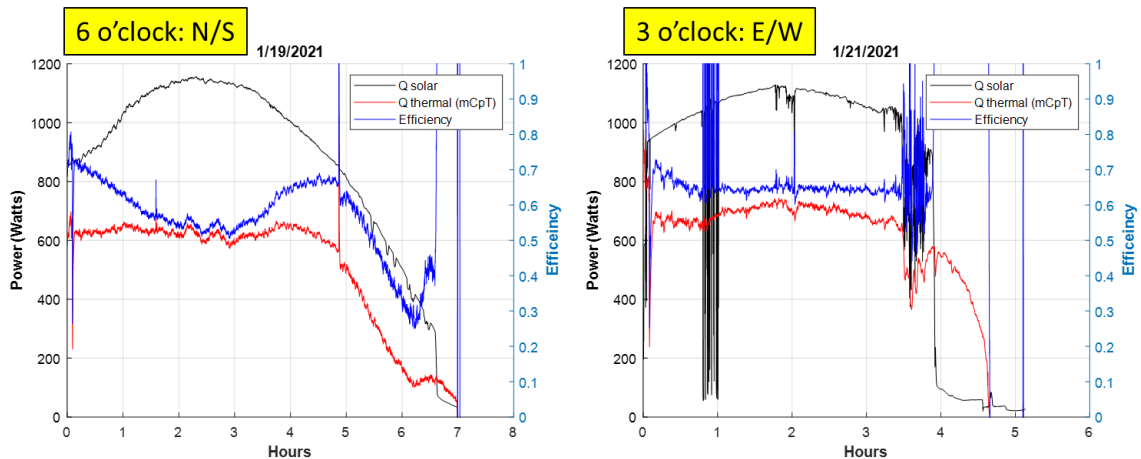 6 o’clock: N/S
1/19/2021
Q solar
Q thermal (mCpT)
Efficiency
Power (Watts)
1200
1000
800
600
400
200
0
0 1 2 3 4 5 6 7 8
Hours
1
0.9
0.8
0.7
0.6
0.5
0.4
0.3
0.2
0.1
0
Efficeincy
3 o’clock: E/W
1/21/2021
Q solar
Q thermal (mCpT)
Efficiency
Power (Watts)
1200
1000
800
600
400
200
0
0 1 2 3 4 5 6
Hours
1
0.9
0.8
0.7
0.6
0.5
0.4
0.3
0.2
0.1
0
Efficeincy